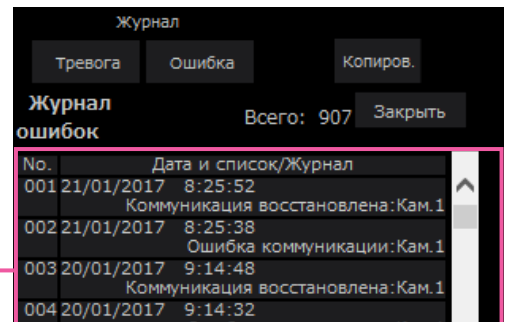 Журнал
Тревога Ошибка Копиров.
Журнал ошибок Всего: 907 Закрыть
No. Дата и список/Журнал
001 21/01/2017 8:25:52
Коммуникация восстановлена:Кам.1
002 21/01/2017 8:25:38
Ошибка коммуникации:Кам.1
003 20/01/2017 9:14:48
Коммуникация восстановлена:Кам.1
004 20/01/2017 9:14:32